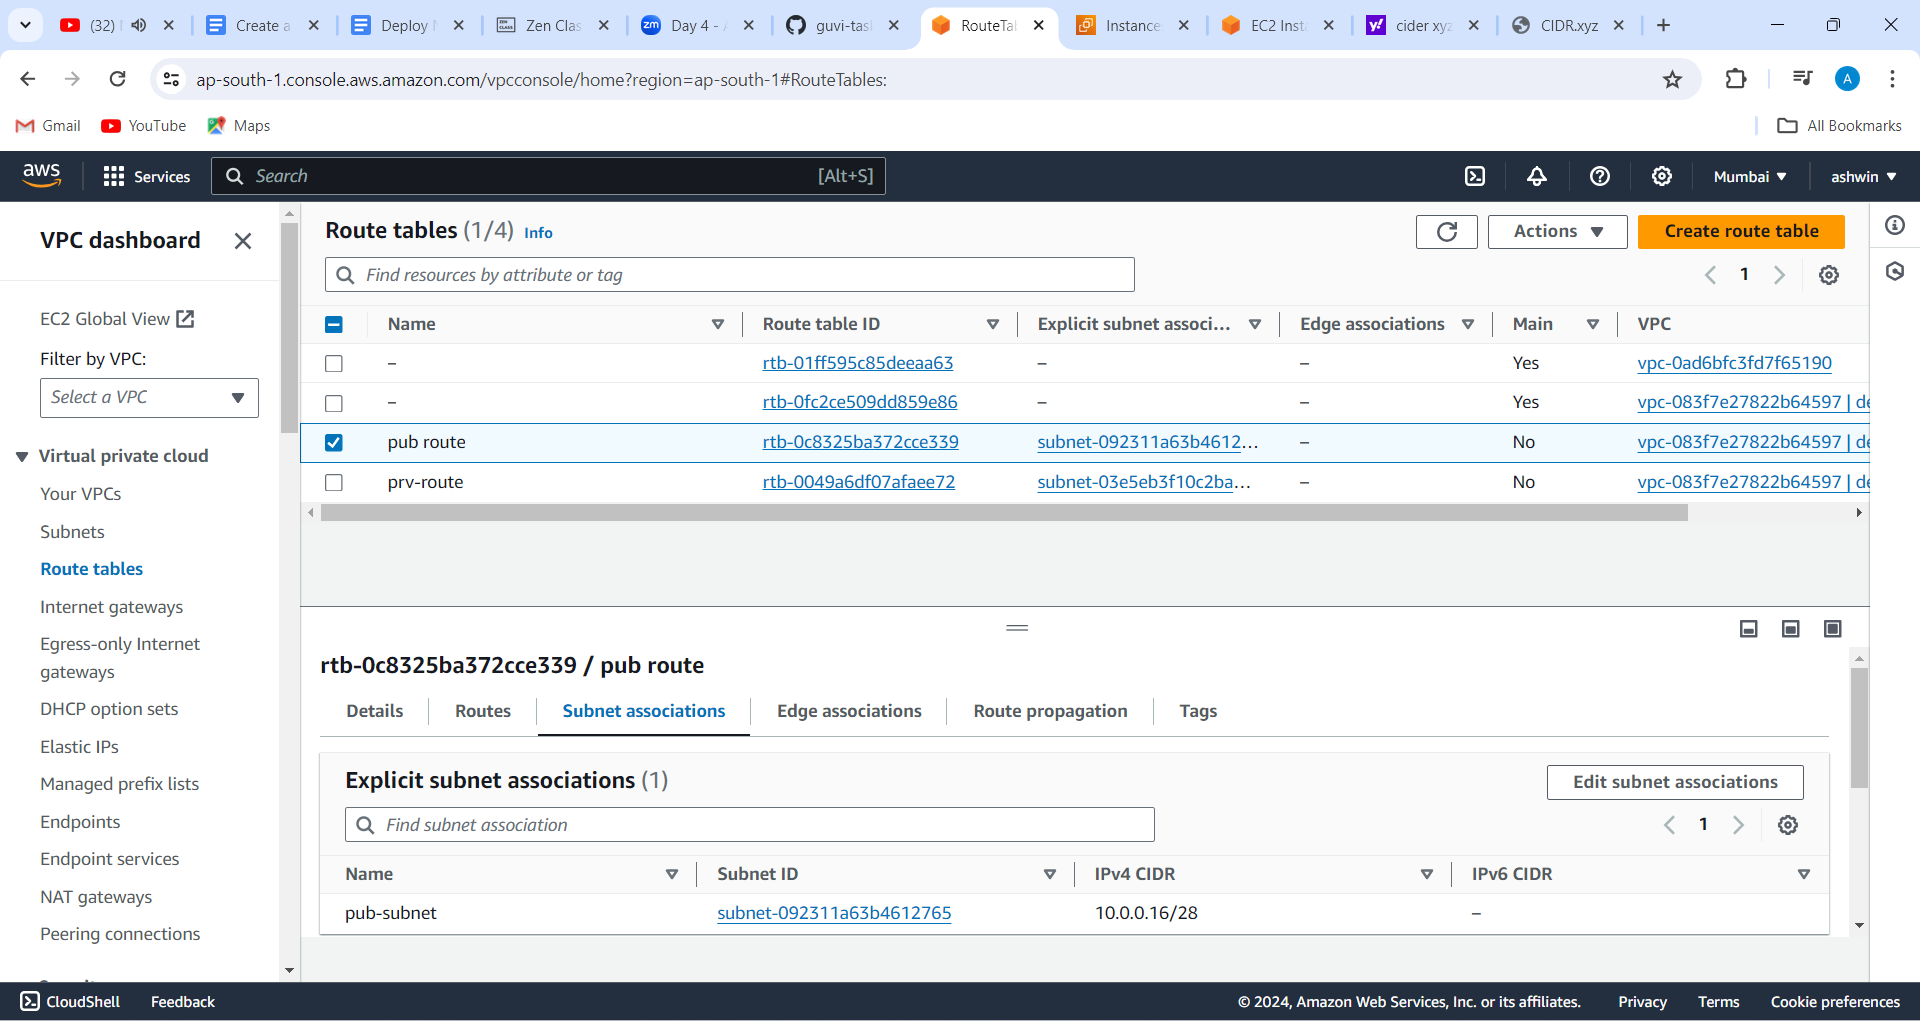 (32)
Create a
Deploy
Zen Clas
zm
Day 4 -
guvi-tas
RouteTal
Instance
EC2 Inst
cider xyz
CIDR.xyz
ap-south-1.console.aws.amazon.com/vpcconsole/home?region=ap-south-1#RouteTables:
A
Gmail
YouTube
Maps
All Bookmarks
aws
Services
Search
[Alt+S]
Mumbai
ashwin
VPC dashboard
EC2 Global View
Filter by VPC:
Select a VPC
Virtual private cloud
Your VPCs
Subnets
Route tables
Internet gateways
Egress-only Internet
gateways
DHCP option sets
Elastic IPs
Managed prefix lists
Endpoints
Endpoint services
NAT gateways
Peering connections
Route tables (1/4) Info
Actions
Create route table
Find resources by attribute or tag
1
Name Route table ID Explicit subnet associ... Edge associations Main VPC
– rtb-01ff595c85deeaa63 – – Yes vpc-0ad6bfc3fd7f65190
– rtb-0fc2ce509dd859e86 – – Yes vpc-083f7e27822b64597 | de
pub route rtb-0c8325ba372cce339 subnet-092311a63b4612... – No vpc-083f7e27822b64597 | de
prv-route rtb-0049a6df07afaee72 subnet-03e5eb3f10c2ba... – No vpc-083f7e27822b64597 | de
rtb-0c8325ba372cce339 / pub route
Details
Routes
Subnet associations
Edge associations
Route propagation
Tags
Explicit subnet associations (1)
Edit subnet associations
Find subnet association
1
Name Subnet ID IPv4 CIDR IPv6 CIDR
pub-subnet subnet-092311a63b4612765 10.0.0.16/28 –
CloudShell
Feedback
© 2024, Amazon Web Services, Inc. or its affiliates.
Privacy
Terms
Cookie preferences